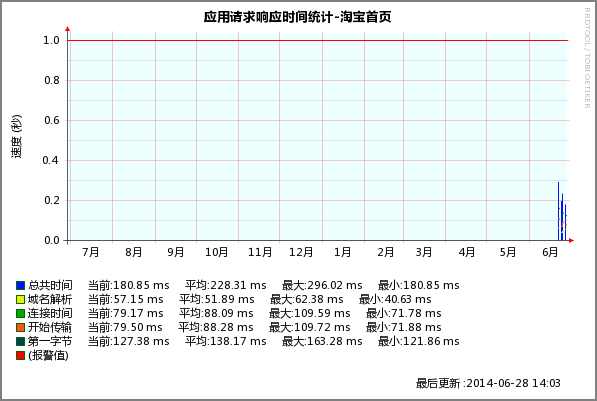 应用请求响应时间统计-淘宝首页
RRDTOOL / TOBI OETIKER
速度 (秒)
1.0
0.8
0.6
0.4
0.2
0.0
7月 8月 9月 10月 11月 12月 1月 2月 3月 4月 5月 6月
总共时间 当前:180.85 ms 平均:228.31 ms 最大:296.02 ms 最小:180.85 ms
域名解析 当前:57.15 ms 平均:51.89 ms 最大:62.38 ms 最小:40.63 ms
连接时间 当前:79.17 ms 平均:88.09 ms 最大:109.59 ms 最小:71.78 ms
开始传输 当前:79.50 ms 平均:88.28 ms 最大:109.72 ms 最小:71.88 ms
第一字节 当前:127.38 ms 平均:138.17 ms 最大:163.28 ms 最小:121.86 ms
(报警值)
最后更新 :2014-06-28 14:03